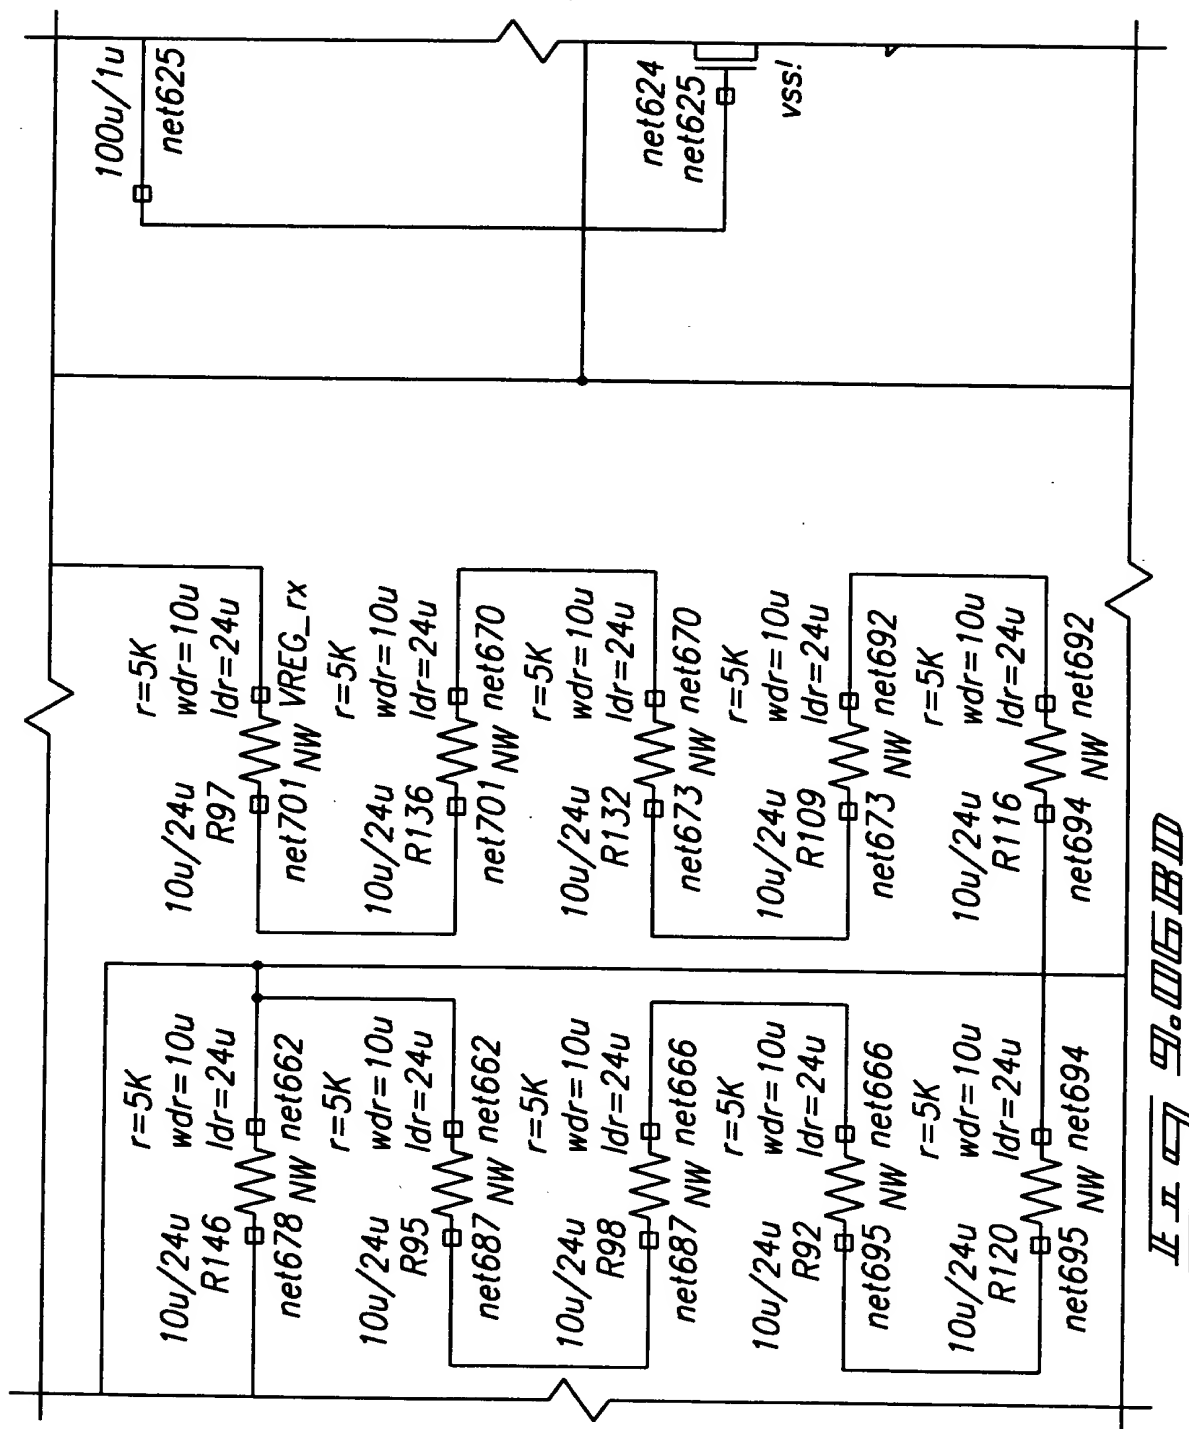 100u/1u
net625
net624
net625
vss!
r=5K
wdr=10u
ldr=24u
10u/24u
R97
net701 NW VREG_rx
r=5K
wdr=10u
ldr=24u
10u/24u
R136
net701 NW net670
r=5K
wdr=10u
ldr=24u
10u/24u
R132
net673 NW net670
r=5K
wdr=10u
ldr=24u
10u/24u
R109
net673 NW net692
r=5K
wdr=10u
ldr=24u
10u/24u
R116
net694 NW net692
r=5K
wdr=10u
ldr=24u
10u/24u
R146
net678 NW net662
r=5K
wdr=10u
ldr=24u
10u/24u
R95
net687 NW net662
r=5K
wdr=10u
ldr=24u
10u/24u
R98
net687 NW net666
r=5K
wdr=10u
ldr=24u
10u/24u
R92
net695 NW net666
r=5K
wdr=10u
ldr=24u
10u/24u
R120
net695 NW net694
FIG 9.06BD